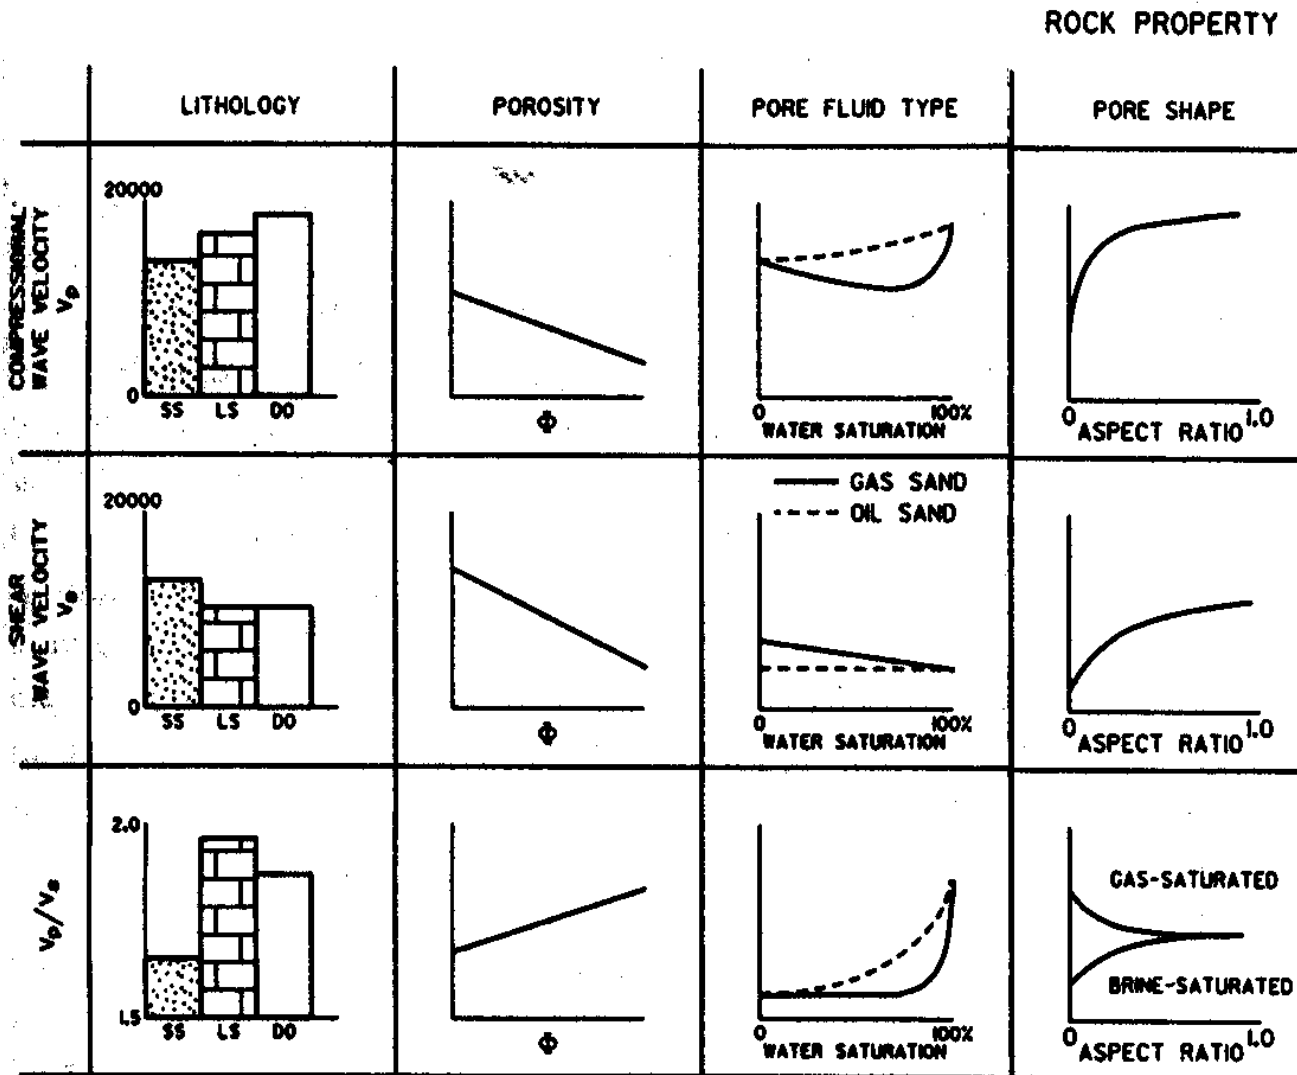 ROCK PROPERTY
LITHOLOGY
POROSITY
PORE FLUID TYPE
PORE SHAPE
COMPRESSIONAL
WAVE VELOCITY
Vp
20000
0
SS LS DO
Φ
0 100%
WATER SATURATION
0 1.0
ASPECT RATIO
SHEAR
WAVE VELOCITY
Vs
20000
0
SS LS DO
Φ
GAS SAND
OIL SAND
0 100%
WATER SATURATION
0 1.0
ASPECT RATIO
Vp/Vs
2.0
1.5
SS LS DO
Φ
0 100%
WATER SATURATION
GAS-SATURATED
BRINE-SATURATED
0 1.0
ASPECT RATIO